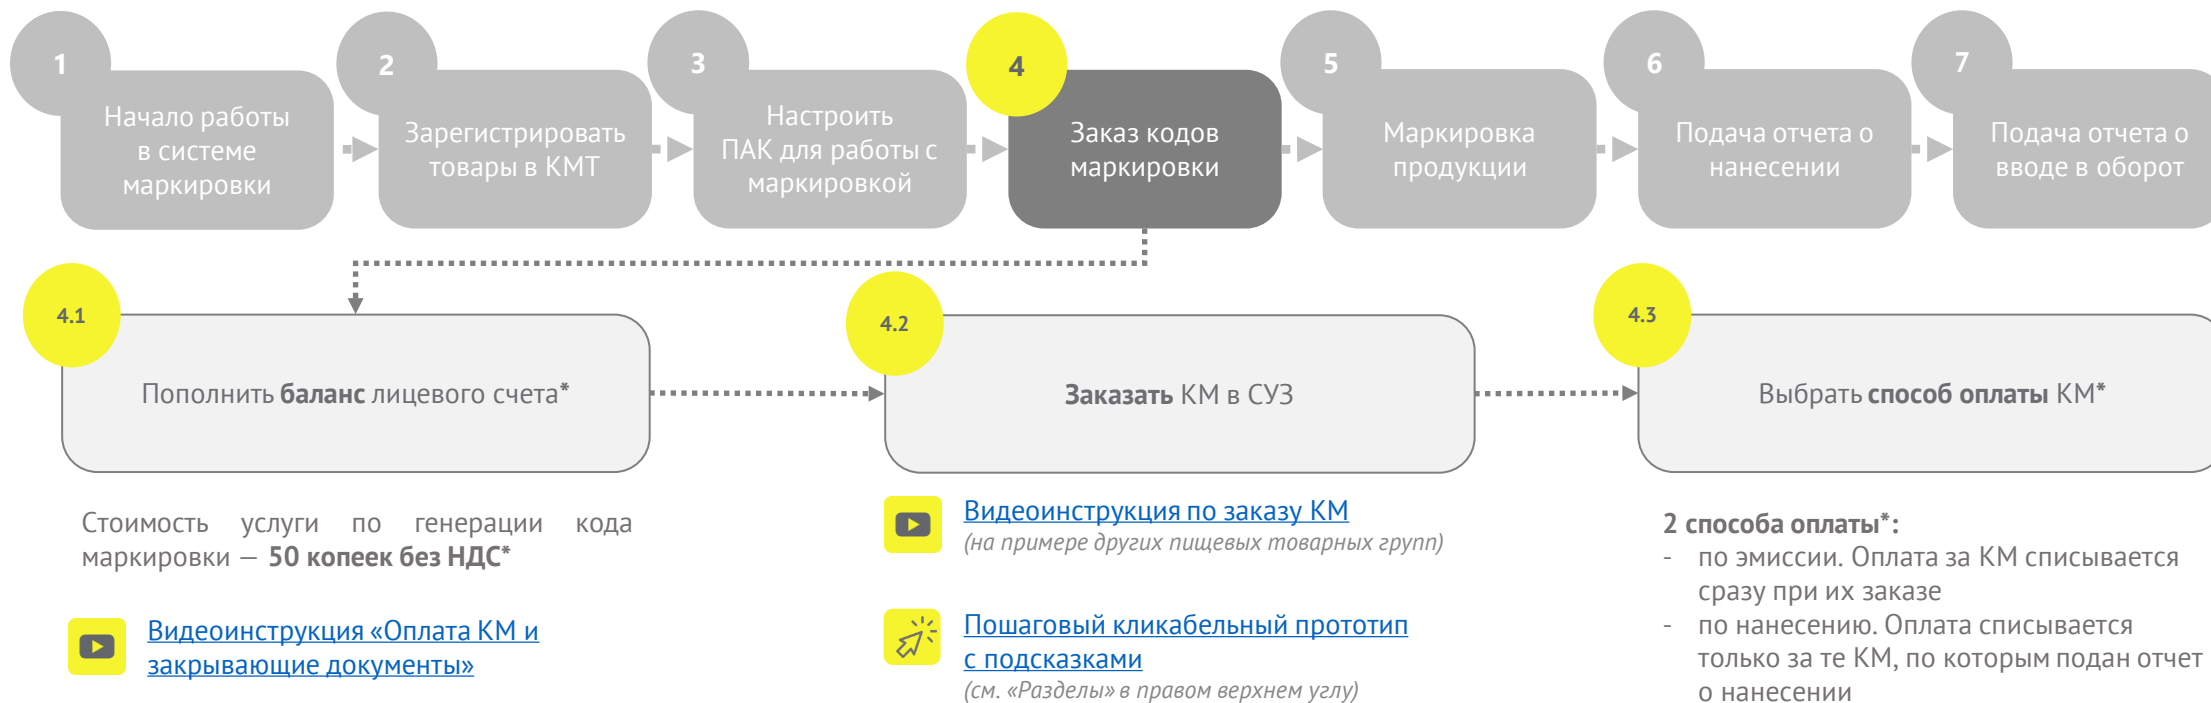 1
Начало работы
в системе
маркировки
2
Зарегистрировать
товары в КМТ
3
Настроить
ПАК для работы с
маркировкой
4
Заказ кодов
маркировки
5
Маркировка
продукции
6
Подача отчета о
нанесении
7
Подача отчета о
вводе в оборот
4.1
Пополнить баланс лицевого счета*
4.2
Заказать КМ в СУЗ
4.3
Выбрать способ оплаты КМ*
Стоимость услуги по генерации кода
маркировки — 50 копеек без НДС*
Видеоинструкция «Оплата КМ и
закрывающие документы»
Видеоинструкция по заказу КМ
(на примере других пищевых товарных групп)
Пошаговый кликабельный прототип
с подсказками
(см. «Разделы» в правом верхнем углу)
2 способа оплаты*:
- по эмиссии. Оплата за КМ списывается
сразу при их заказе
- по нанесению. Оплата списывается
только за те КМ, по которым подан отчет
о нанесении